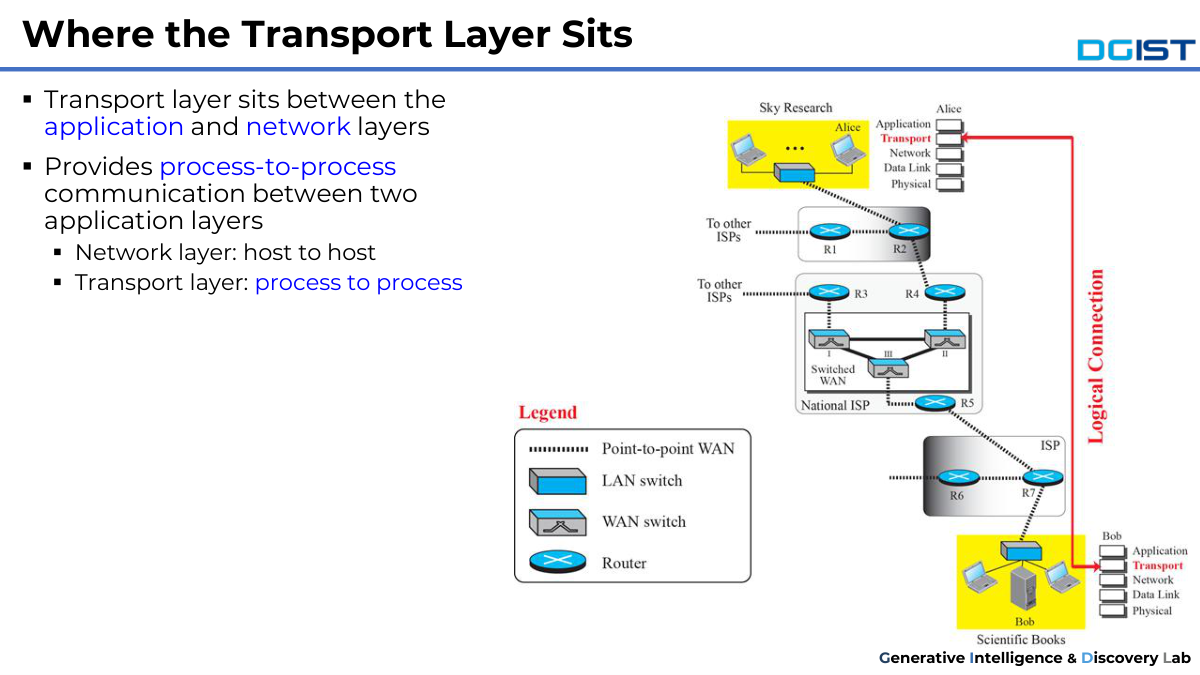 Where the Transport Layer Sits
DGIST
▪ Transport layer sits between the
application and network layers
▪ Provides process-to-process
communication between two
application layers
▪ Network layer: host to host
▪ Transport layer: process to process
Sky Research
Alice
Alice
Application
Transport
Network
Data Link
Physical
To other
ISPs
R1
R2
To other
ISPs
R3
R4
I
III
II
Switched
WAN
National ISP
R5
Logical Connection
ISP
R6
R7
Legend
Point-to-point WAN
LAN switch
WAN switch
Router
Bob
Application
Transport
Network
Data Link
Physical
Bob
Scientific Books
Generative Intelligence & Discovery Lab